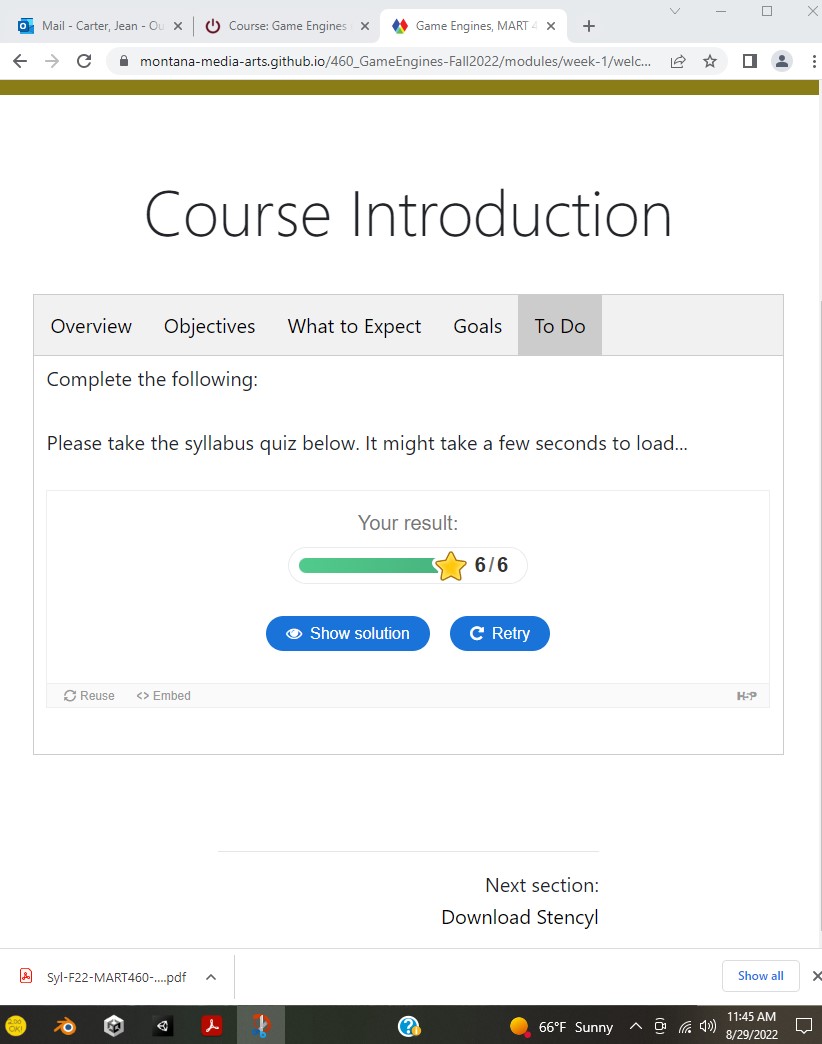 Mail - Carter, Jean - Ou
Course: Game Engines
Game Engines, MART 4
montana-media-arts.github.io/460_GameEngines-Fall2022/modules/week-1/welc...
Course Introduction
Overview Objectives What to Expect Goals To Do
Complete the following:
Please take the syllabus quiz below. It might take a few seconds to load...
Your result:
6/6
Show solution Retry
Reuse <> Embed H5P
Next section:
Download Stencyl
Syl-F22-MART460-....pdf Show all
66°F Sunny
11:45 AM
8/29/2022